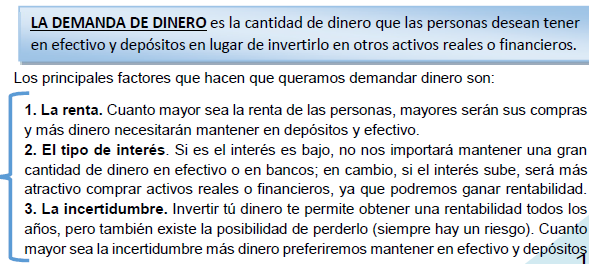 LA DEMANDA DE DINERO es la cantidad de dinero que las personas desean tener
en efectivo y depósitos en lugar de invertirlo en otros activos reales o financieros.
Los principales factores que hacen que queramos demandar dinero son:
1. La renta. Cuanto mayor sea la renta de las personas, mayores serán sus compras
y más dinero necesitarán mantener en depósitos y efectivo.
2. El tipo de interés. Si es el interés es bajo, no nos importará mantener una gran
cantidad de dinero en efectivo o en bancos; en cambio, si el interés sube, será más
atractivo comprar activos reales o financieros, ya que podremos ganar rentabilidad.
3. La incertidumbre. Invertir tú dinero te permite obtener una rentabilidad todos los
años, pero también existe la posibilidad de perderlo (siempre hay un riesgo). Cuanto
mayor sea la incertidumbre más dinero preferiremos mantener en efectivo y depósitos
1